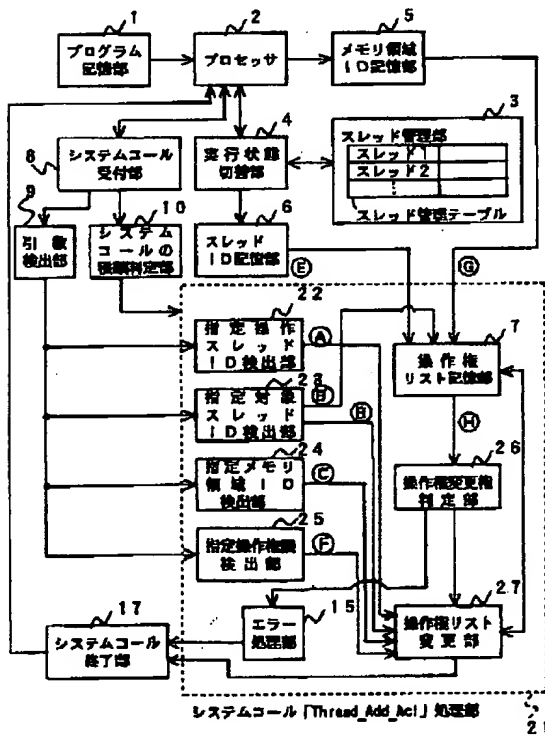 1
プログラム
記憶部
2
プロセッサ
5
メモリ領域
ID記憶部
3
スレッド管理部
スレッド1
スレッド2
スレッド管理テーブル
4
実行状態
切替部
8
システムコール
受付部
9
引数
検出部
10
システム
コールの
種類判定部
6
スレッド
ID記憶部
E
G
22
指定操作
スレッド
ID検出部
A
23
指定対象
スレッド
ID検出部
B
B
7
操作権
リスト記憶部
H
24
指定メモリ
領域ID
検出部
C
26
操作権変更権
判定部
25
指定操作権限
検出部
F
27
操作権リスト
変更部
15
エラー
処理部
17
システムコール
終了部
システムコール「Thread_Add_Acl」処理部